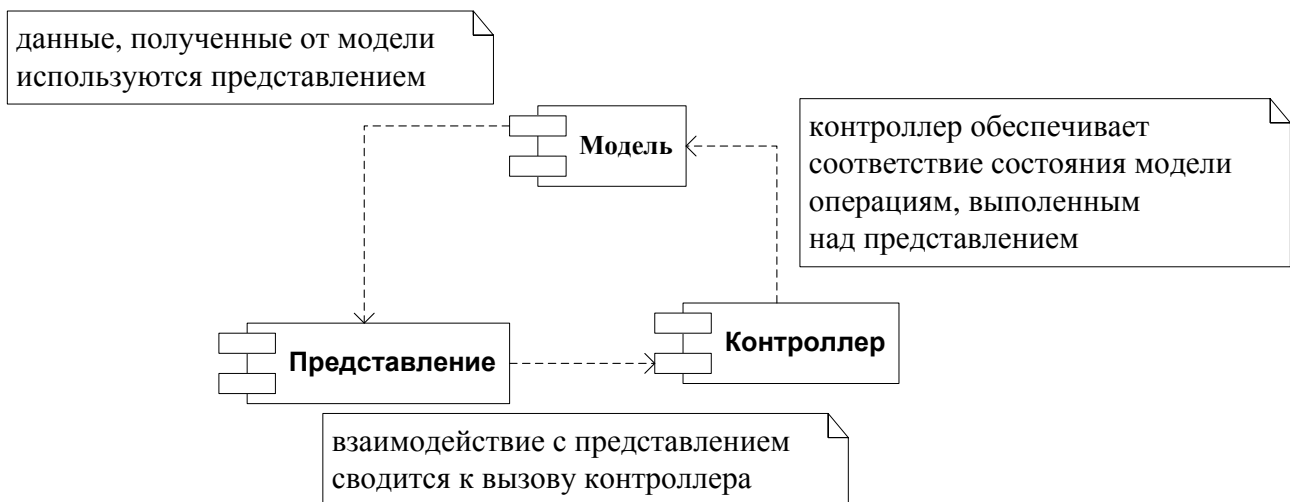 данные, полученные от модели
используются представлением
Модель
контроллер обеспечивает
соответствие состояния модели
операциям, выполенным
над представлением
Представление
Контроллер
взаимодействие с представлением
сводится к вызову контроллера